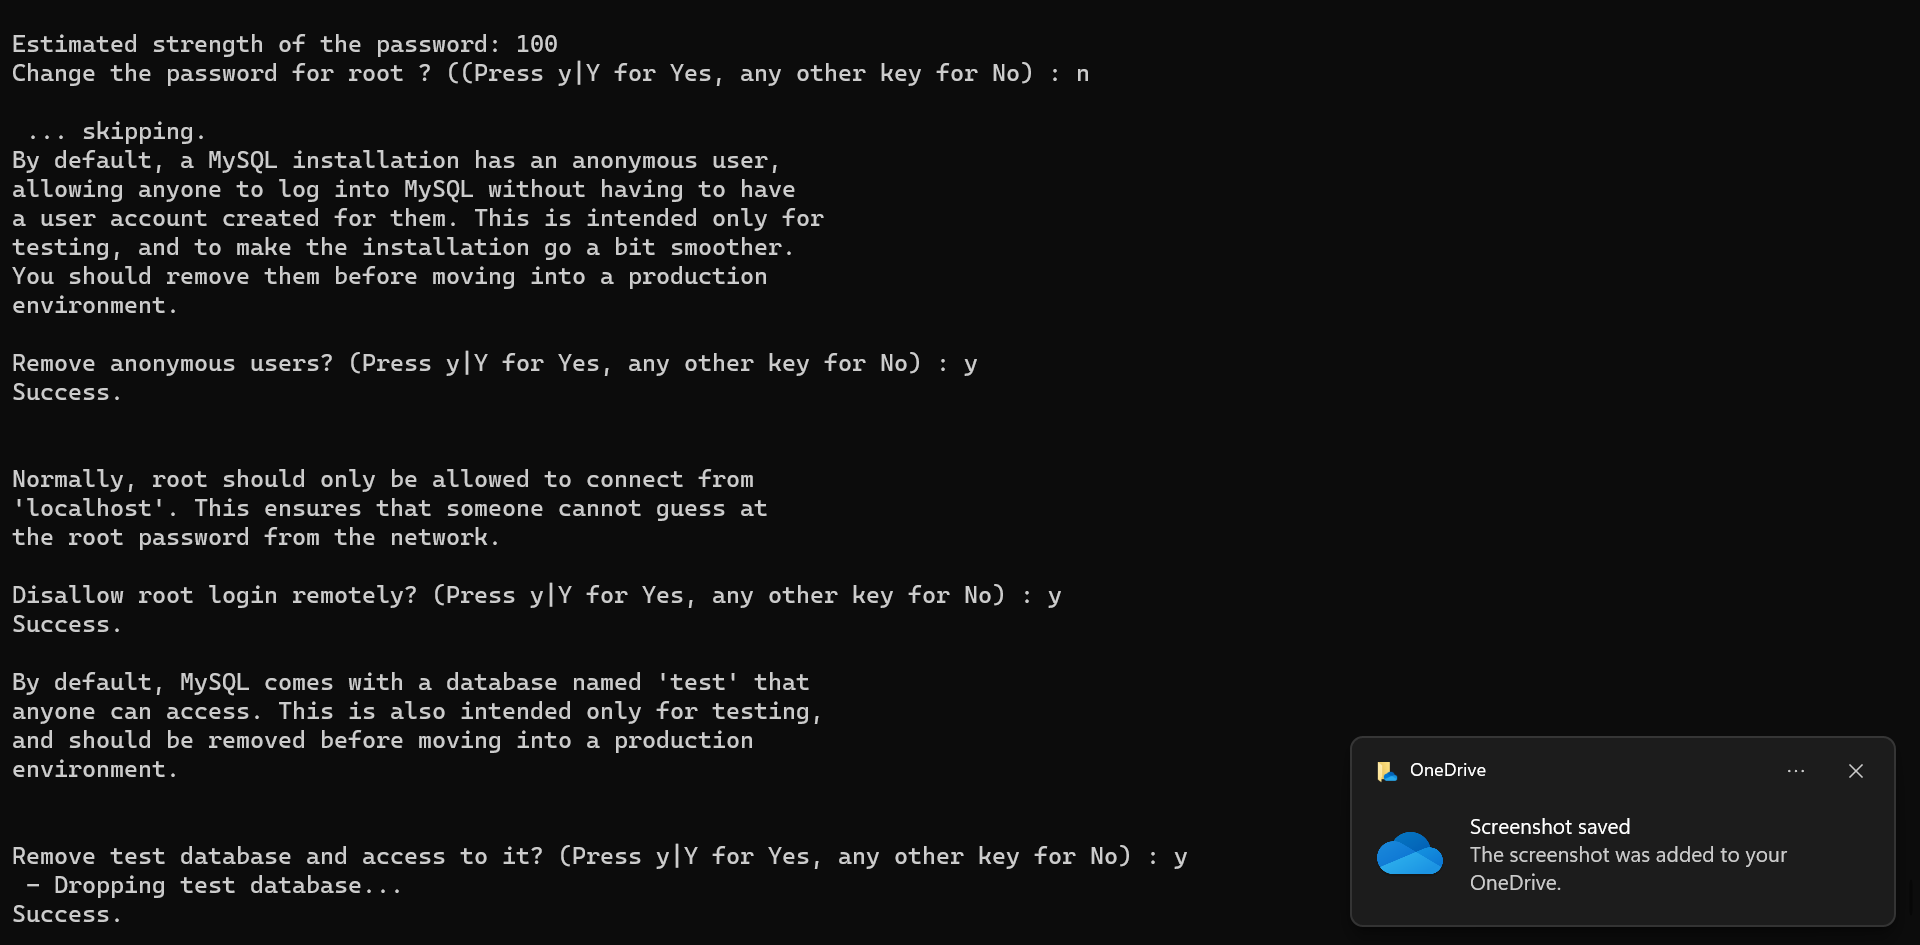 Estimated strength of the password: 100
Change the password for root ? ((Press y|Y for Yes, any other key for No) : n
... skipping.
By default, a MySQL installation has an anonymous user,
allowing anyone to log into MySQL without having to have
a user account created for them. This is intended only for
testing, and to make the installation go a bit smoother.
You should remove them before moving into a production
environment.
Remove anonymous users? (Press y|Y for Yes, any other key for No) : y
Success.
Normally, root should only be allowed to connect from
'localhost'. This ensures that someone cannot guess at
the root password from the network.
Disallow root login remotely? (Press y|Y for Yes, any other key for No) : y
Success.
By default, MySQL comes with a database named 'test' that
anyone can access. This is also intended only for testing,
and should be removed before moving into a production
environment.
Remove test database and access to it? (Press y|Y for Yes, any other key for No) : y
- Dropping test database...
Success.
OneDrive
Screenshot saved
The screenshot was added to your
OneDrive.